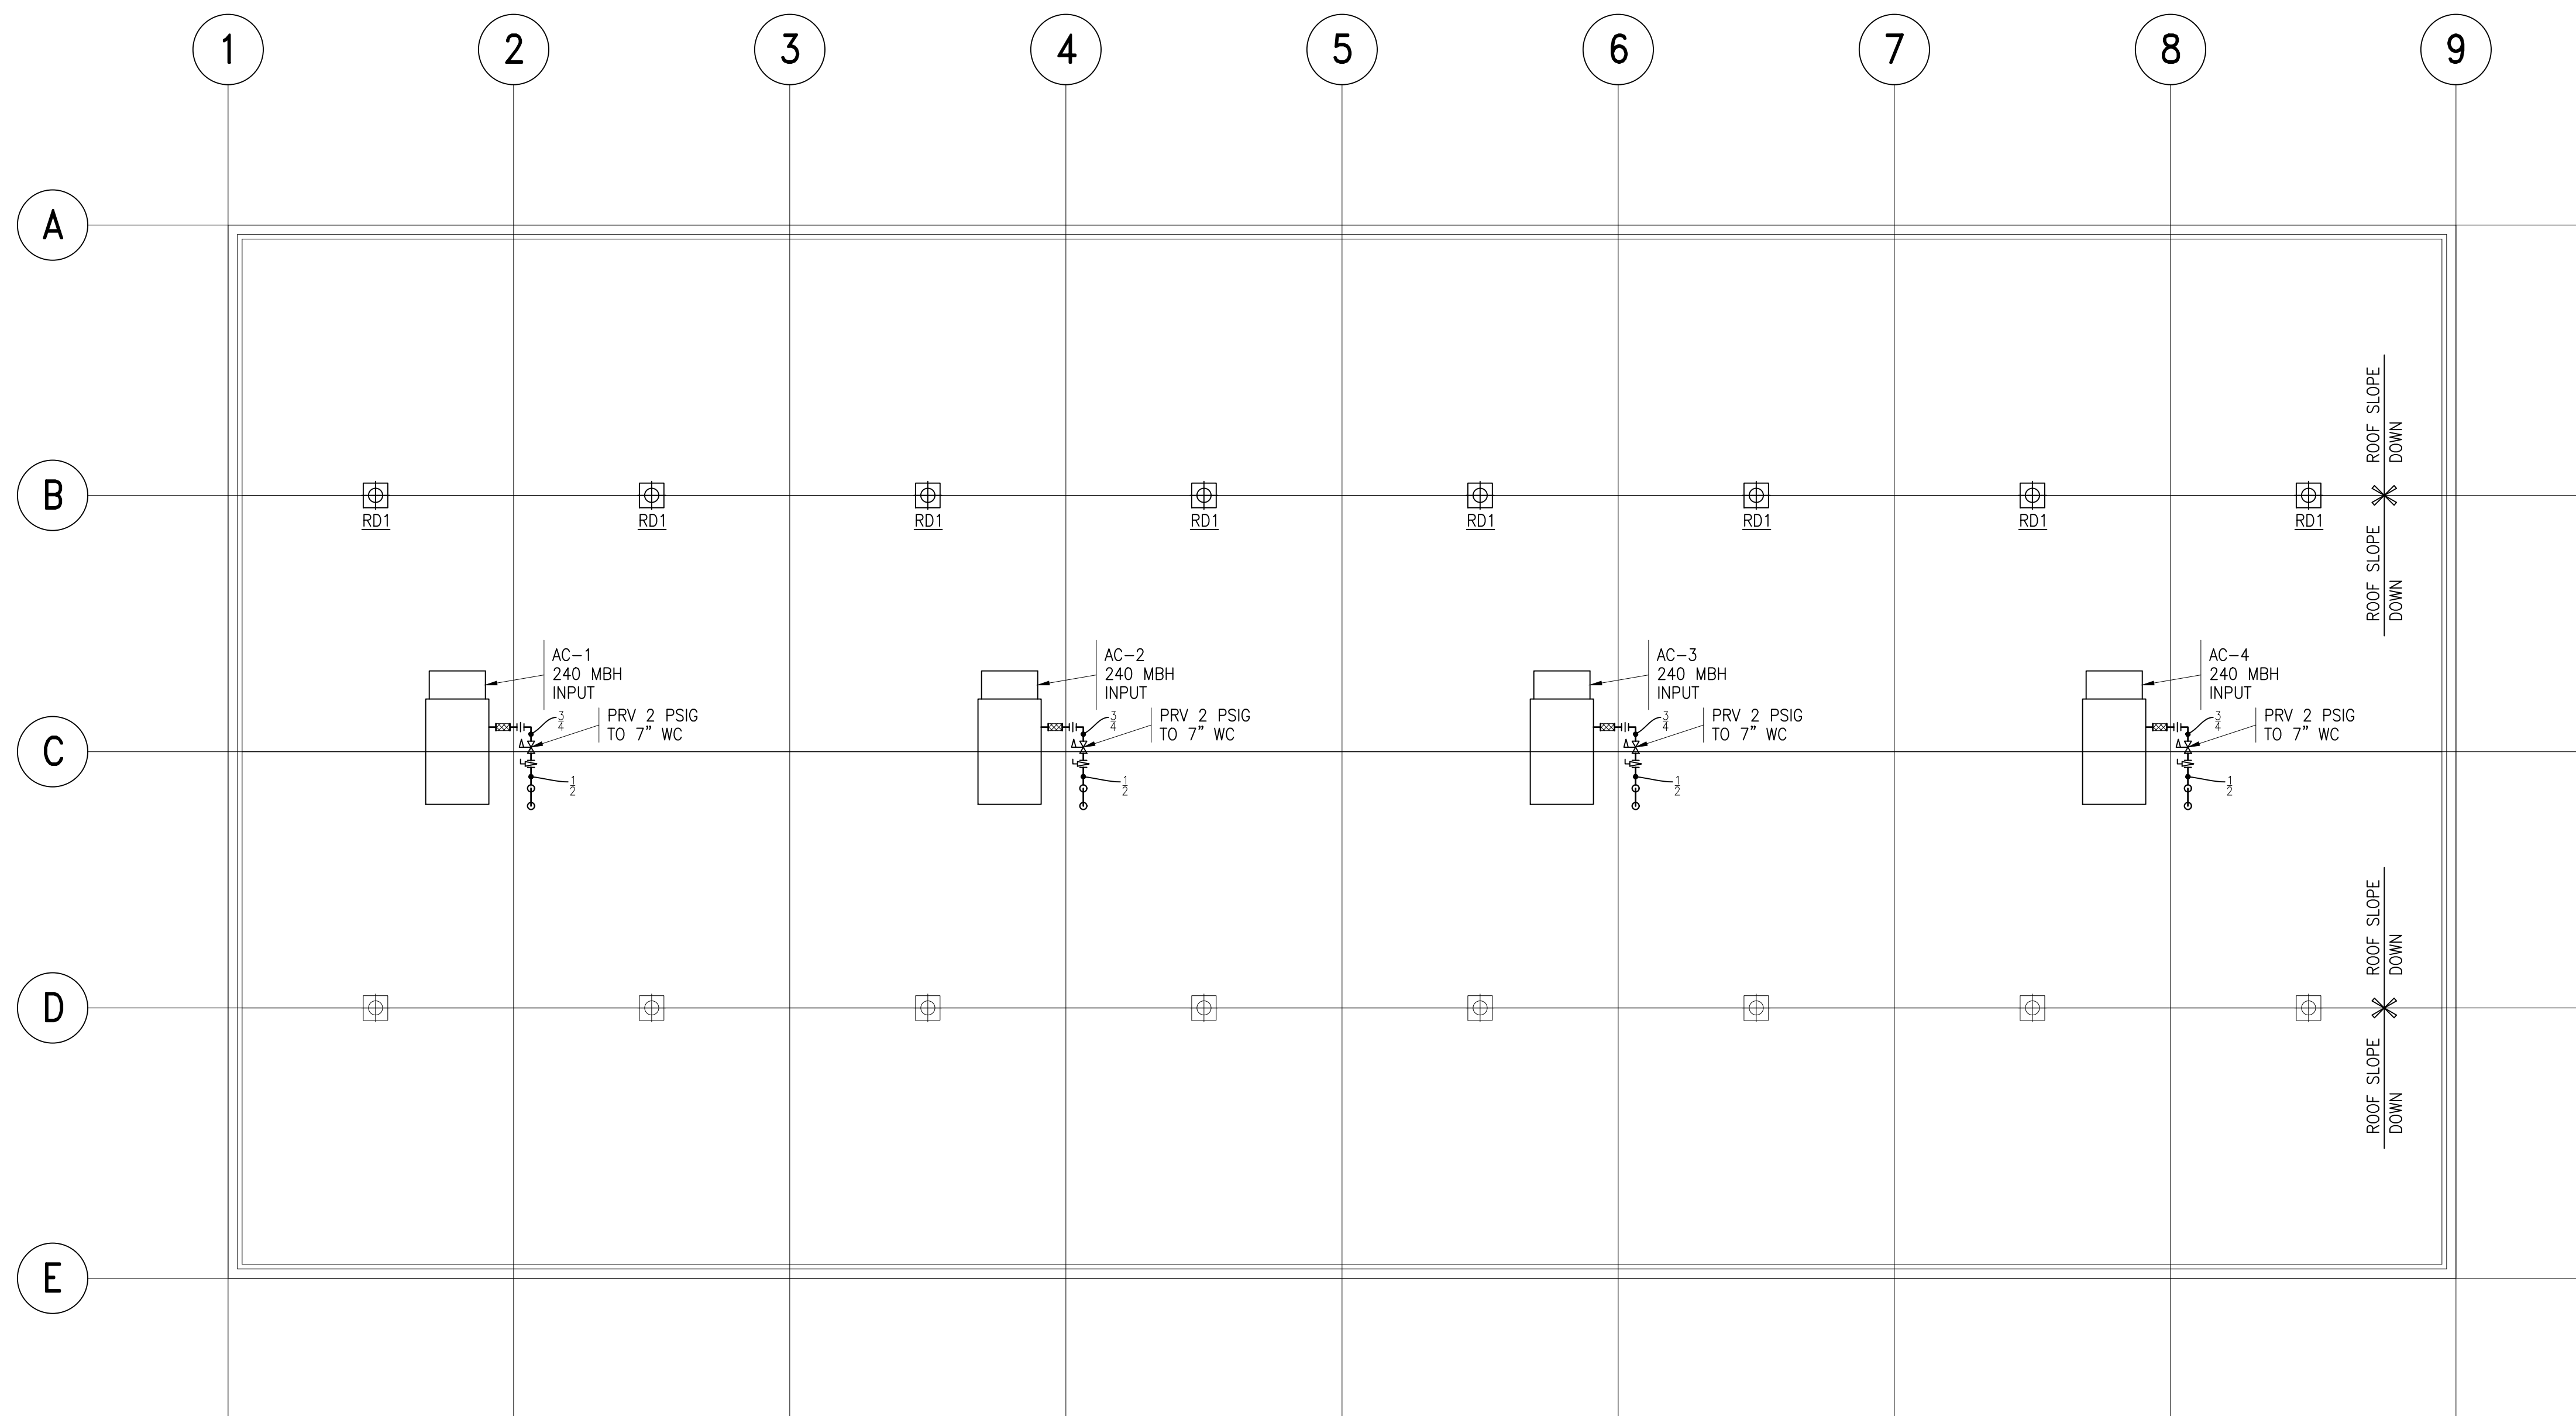 1
2
3
4
5
6
7
8
9
A
B
C
D
E
ROOF SLOPE
DOWN
RD1
RD1
RD1
RD1
RD1
RD1
RD1
RD1
ROOF SLOPE
DOWN
AC-1
240 MBH
INPUT
3/4
PRV 2 PSIG
TO 7" WC
1/2
AC-2
240 MBH
INPUT
3/4
PRV 2 PSIG
TO 7" WC
1/2
AC-3
240 MBH
INPUT
3/4
PRV 2 PSIG
TO 7" WC
1/2
AC-4
240 MBH
INPUT
3/4
PRV 2 PSIG
TO 7" WC
1/2
ROOF SLOPE
DOWN
ROOF SLOPE
DOWN